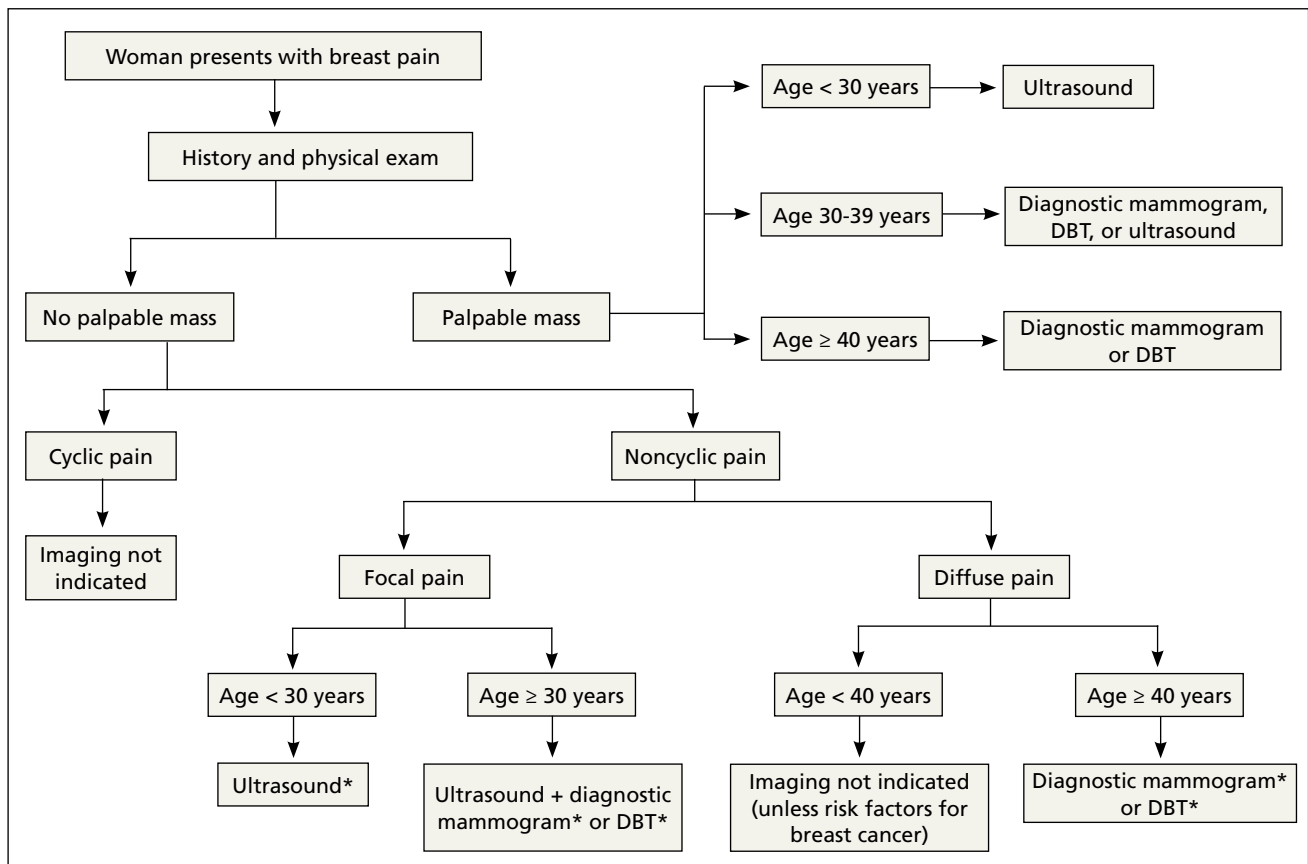 Woman presents with breast pain
History and physical exam
No palpable mass
Palpable mass
Age < 30 years
Ultrasound
Age 30-39 years
Diagnostic mammogram,
DBT, or ultrasound
Age ≥ 40 years
Diagnostic mammogram
or DBT
Cyclic pain
Imaging not
indicated
Noncyclic pain
Focal pain
Diffuse pain
Age < 30 years
Ultrasound*
Age ≥ 30 years
Ultrasound + diagnostic
mammogram* or DBT*
Age < 40 years
Imaging not indicated
(unless risk factors for
breast cancer)
Age ≥ 40 years
Diagnostic mammogram*
or DBT*